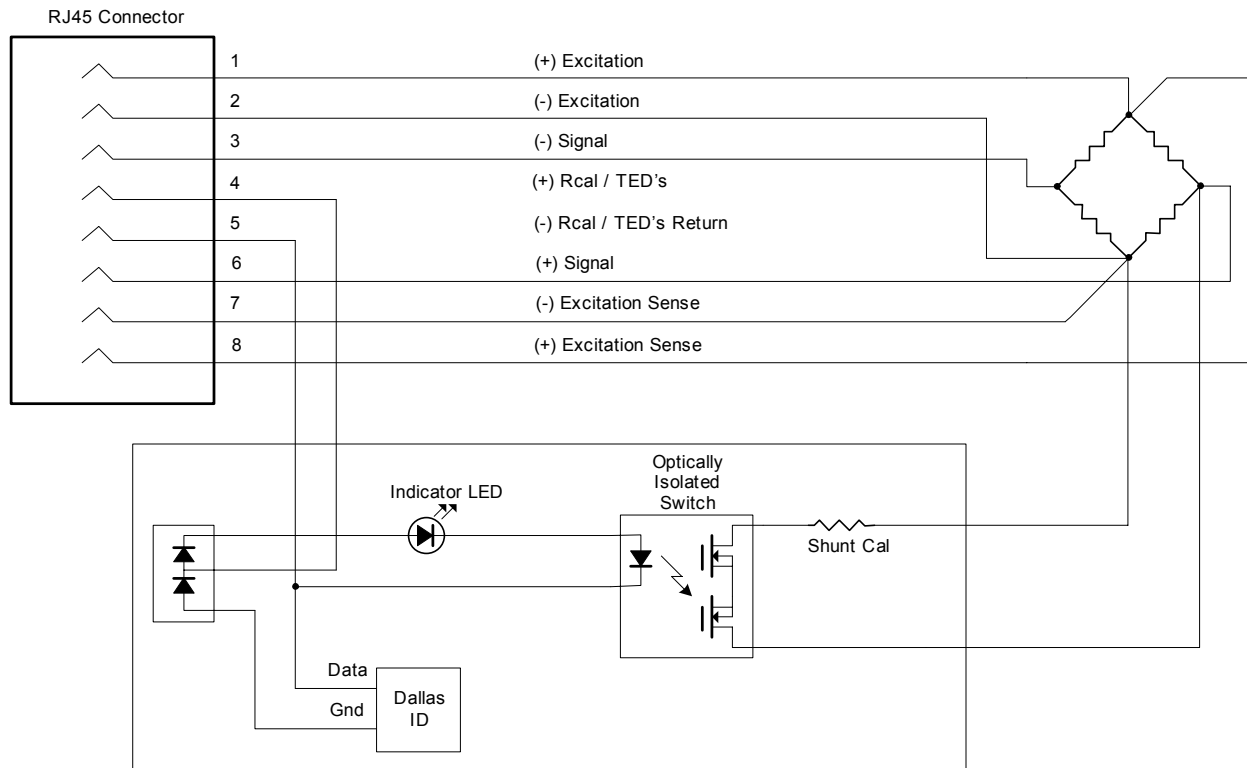 RJ45 Connector
1 (+) Excitation
2 (-) Excitation
3 (-) Signal
4 (+) Rcal / TED's
5 (-) Rcal / TED's Return
6 (+) Signal
7 (-) Excitation Sense
8 (+) Excitation Sense
Indicator LED
Optically
Isolated
Switch
Shunt Cal
Data
Gnd
Dallas
ID